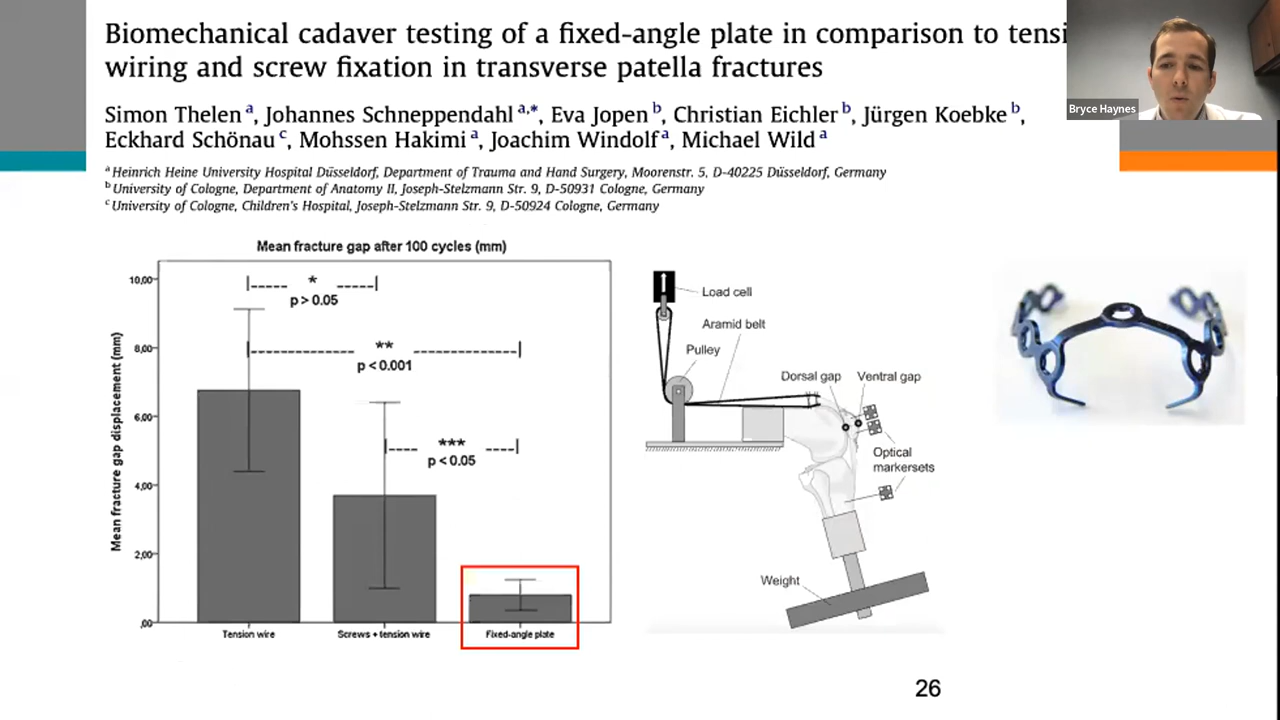 Biomechanical cadaver testing of a fixed-angle plate in comparison to tensi
wiring and screw fixation in transverse patella fractures
Bryce Haynes
Simon Thelen a, Johannes Schneppendahl a,*, Eva Jopen b, Christian Eichler b, Jürgen Koebke b,
Eckhard Schönau c, Mohssen Hakimi a, Joachim Windolf a, Michael Wild a
a Heinrich Heine University Hospital Düsseldorf, Department of Trauma and Hand Surgery, Moorenstr. 5, D-40225 Düsseldorf, Germany
b University of Cologne, Department of Anatomy II, Joseph-Stelzmann Str. 9, D-50931 Cologne, Germany
c University of Cologne, Children's Hospital, Joseph-Stelzmann Str. 9, D-50924 Cologne, Germany
Mean fracture gap after 100 cycles (mm)
Mean fracture gap displacement (mm)
10,00
8,00
6,00
4,00
2,00
,00
*
p > 0.05
**
p < 0.001
***
p < 0.05
Tension wire
Screws + tension wire
Fixed-angle plate
Load cell
Aramid belt
Pulley
Dorsal gap
Ventral gap
Optical
markersets
Weight
26